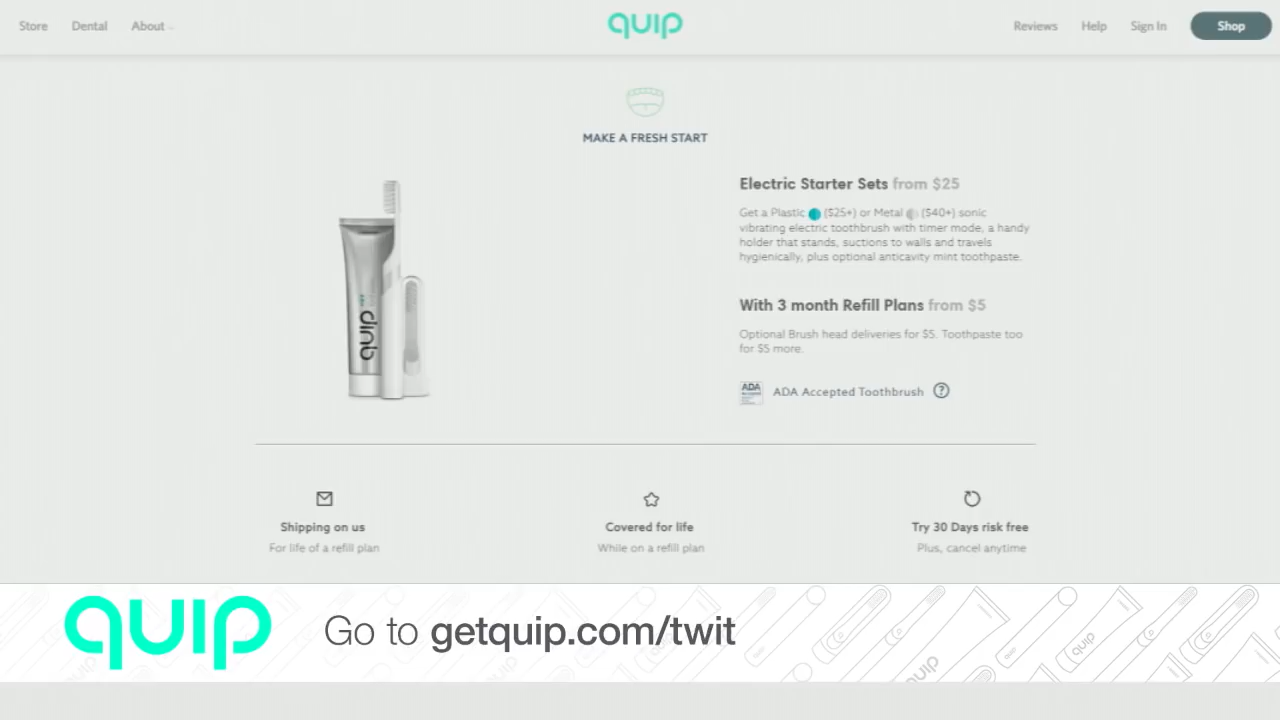 Store Dental About quip Reviews Help Sign In Shop
MAKE A FRESH START
quip
Electric Starter Sets from $25
Get a Plastic ($25+) or Metal ($40+) sonic
vibrating electric toothbrush with timer mode, a handy
holder that stands, suctions to walls and travels
hygienically, plus optional anticavity mint toothpaste.
With 3 month Refill Plans from $5
Optional Brush head deliveries for $5. Toothpaste too
for $5 more.
ADA
ADA Accepted Toothbrush ?
Shipping on us
For life of a refill plan
Covered for life
While on a refill plan
Try 30 Days risk free
Plus, cancel anytime
quip Go to getquip.com/twit
quip
quip
quip